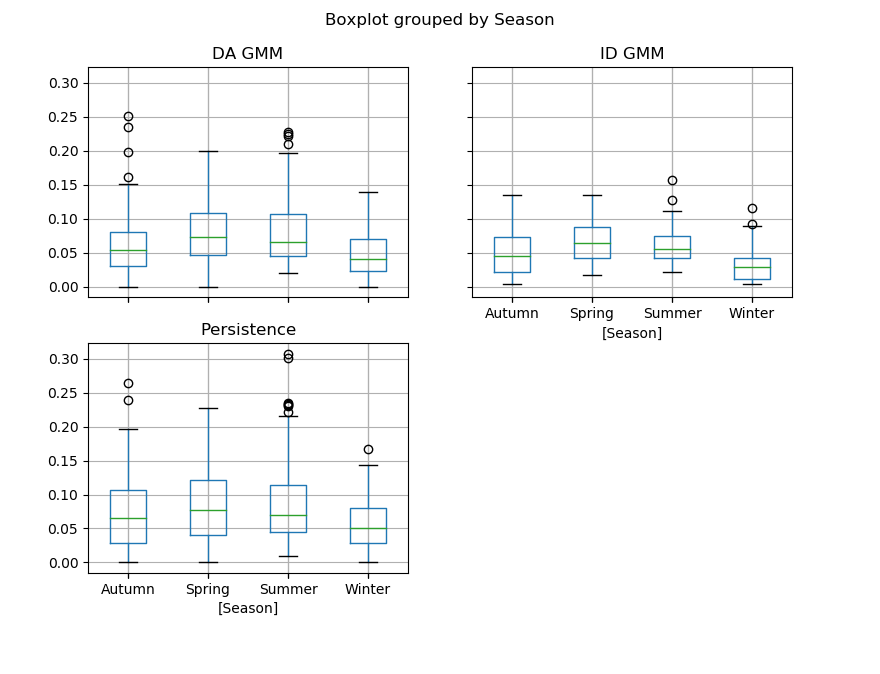 Boxplot grouped by Season
DA GMM
0.30
0.25
0.20
0.15
0.10
0.05
0.00
ID GMM
Autumn Spring Summer Winter
[Season]
Persistence
0.30
0.25
0.20
0.15
0.10
0.05
0.00
Autumn Spring Summer Winter
[Season]